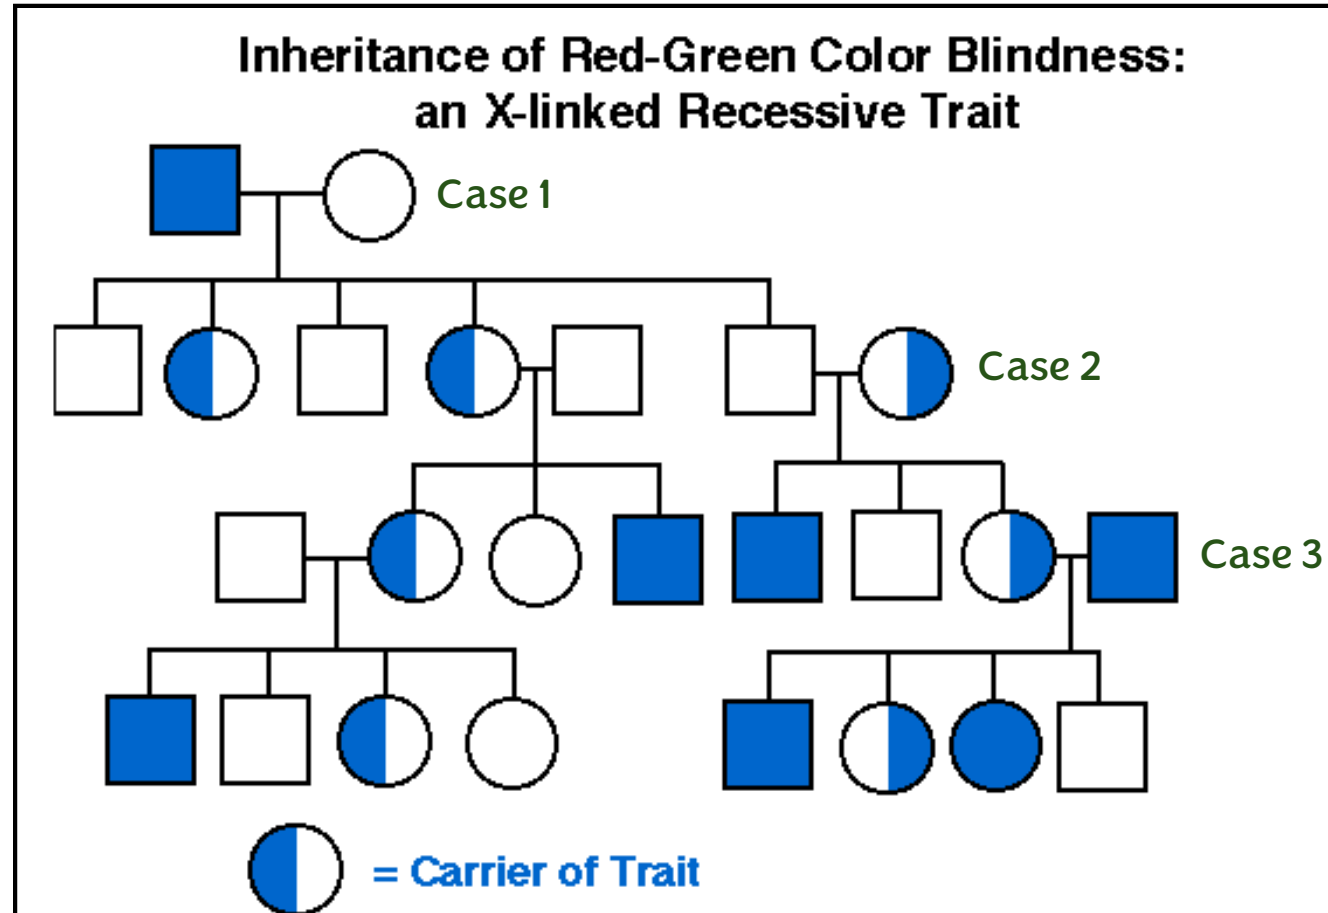 Inheritance of Red-Green Color Blindness:
an X-linked Recessive Trait
Case 1
Case 2
Case 3
= Carrier of Trait